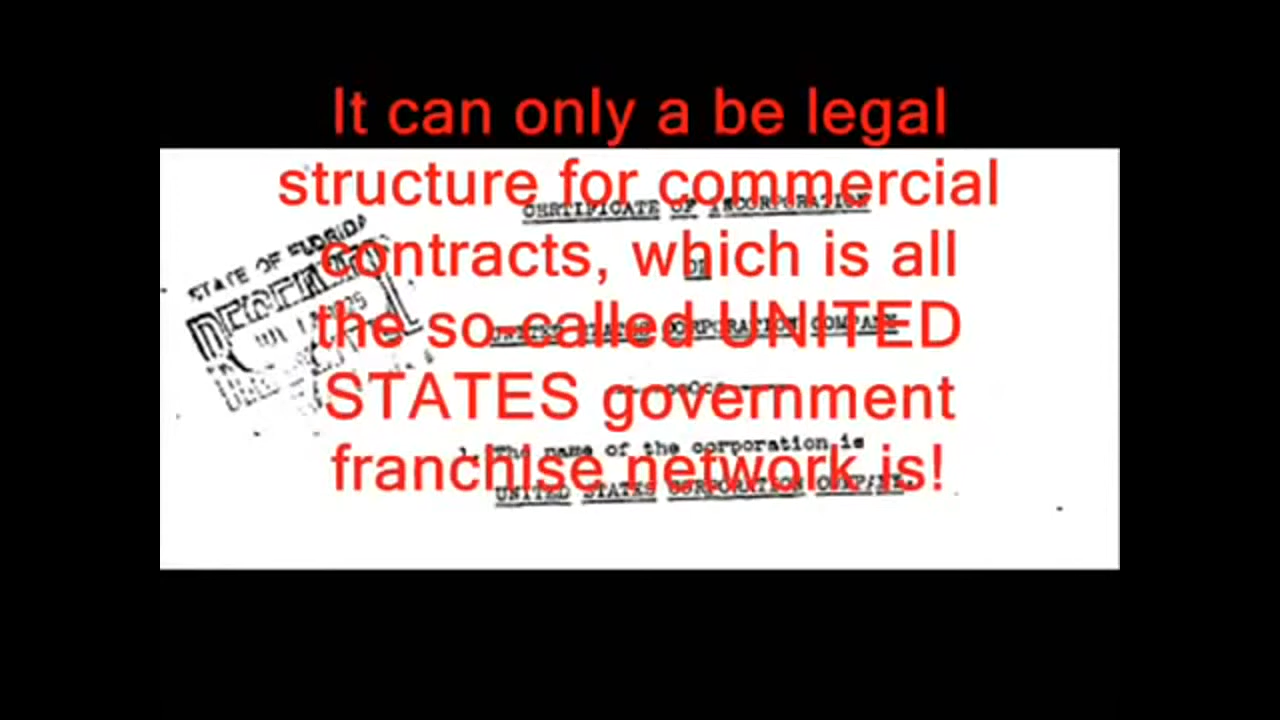 It can only a be legal
structure for commercial
CERTIFICATE OF INCORPORATION
STATE OF FLORIDA
contracts, which is all
OF
the so-called UNITED
UNITED STATES CORPORATION COMPANY
STATES government
1. The name of the corporation is
franchise network is!
UNITED STATES CORPORATION COMPANY.